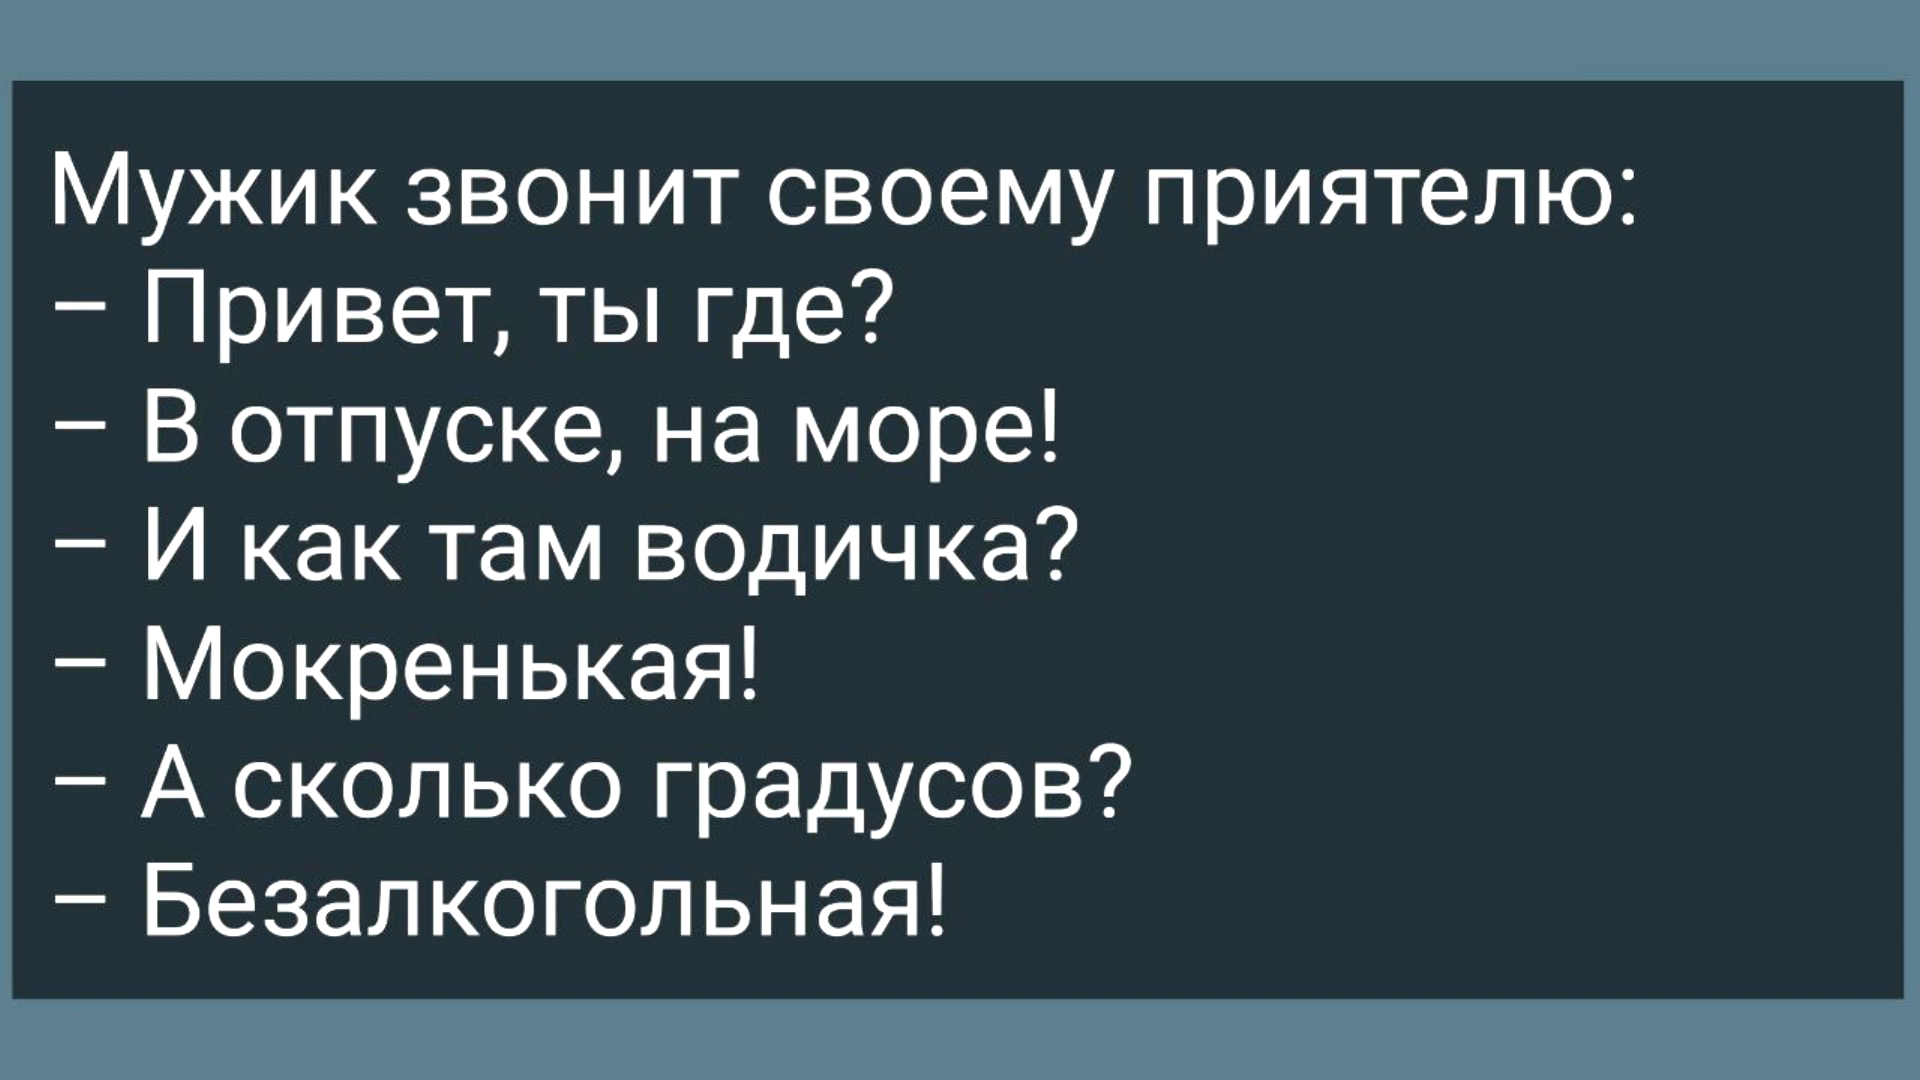 Мужик звонит своему приятелю:
– Привет, ты где?
– В отпуске, на море!
– И как там водичка?
– Мокренькая!
– А сколько градусов?
– Безалкогольная!